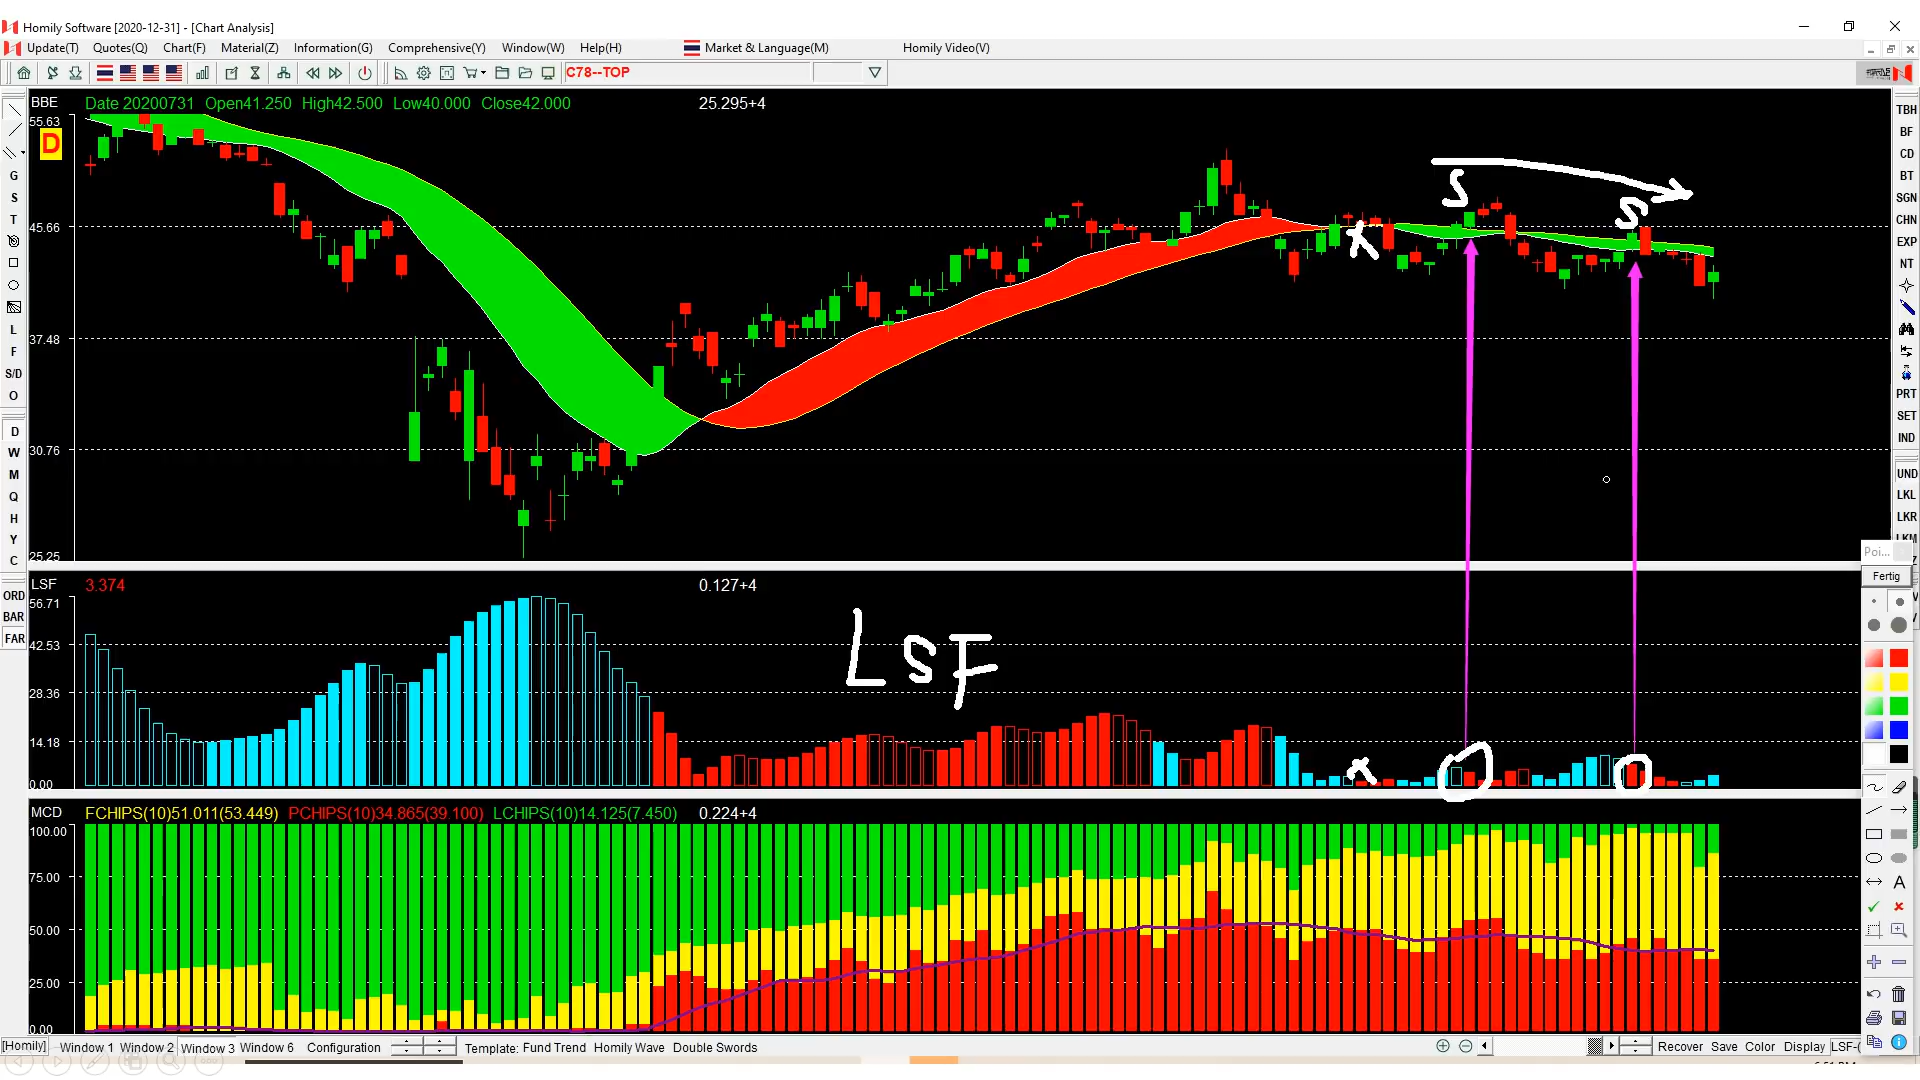 Homily Software [2020-12-31] - [Chart Analysis]
Update(T) Quotes(Q) Chart(F) Material(Z) Information(G) Comprehensive(Y) Window(W) Help(H) Market & Language(M) Homily Video(V)
C78--TOP
BBE Date 20200731 Open41.250 High42.500 Low40.000 Close42.000 25.295+4
55.63
D
45.66
37.48
30.76
25.25
S
S
x
LSF 3.374 0.127+4
56.71
42.53
28.36
14.18
0.00
LSF
x
MCD FCHIPS(10)51.011(53.449) PCHIPS(10)34.865(39.100) LCHIPS(10)14.125(7.450) 0.224+4
100.00
75.00
50.00
25.00
0.00
G
S
T
L
F
S/D
O
D
W
M
Q
H
Y
C
ORD
BAR
FAR
TBH
BF
CD
BT
SGN
CHN
EXP
NT
PRT
SET
IND
UND
LKL
LKR
LKM
Poi...
Fertig
A
[Homily] Window 1 Window 2 Window 3 Window 6 Configuration Template: Fund Trend Homily Wave Double Swords Recover Save Color Display LSF-(